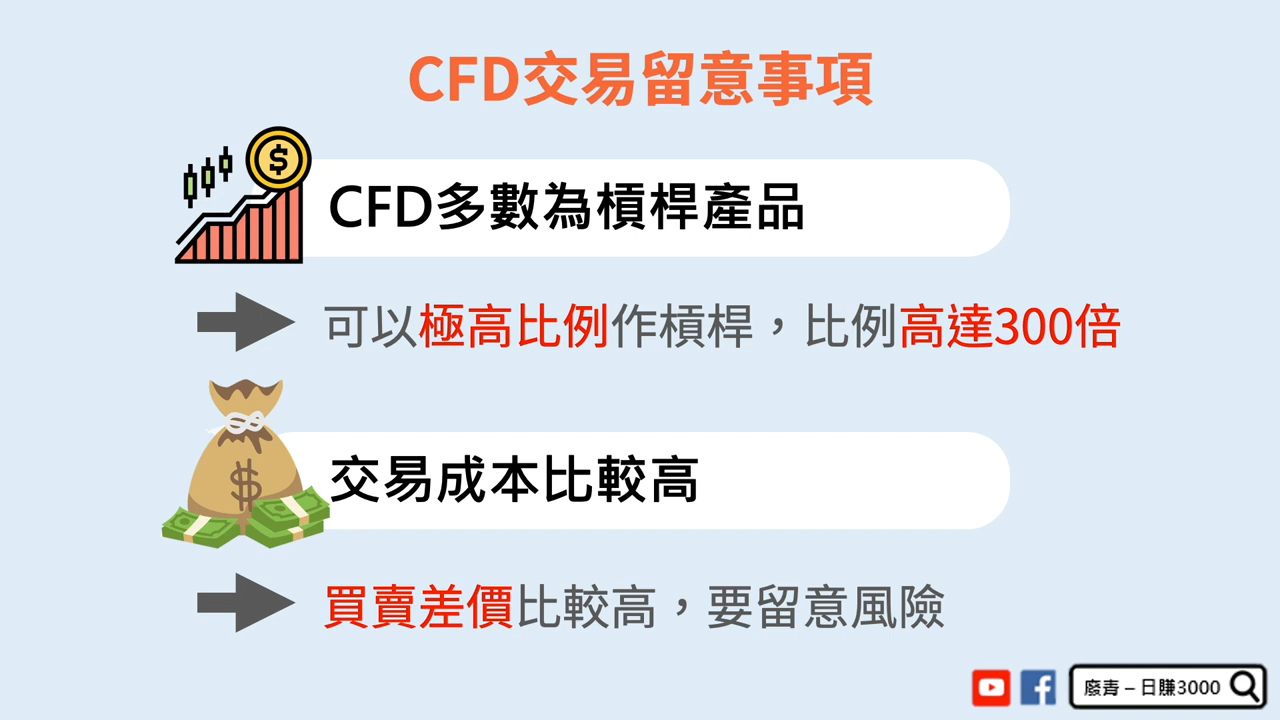 CFD交易留意事項
$
CFD多數為槓桿產品
可以極高比例作槓桿，比例高達300倍
$
交易成本比較高
買賣差價比較高，要留意風險
f
廢青 – 日賺3000